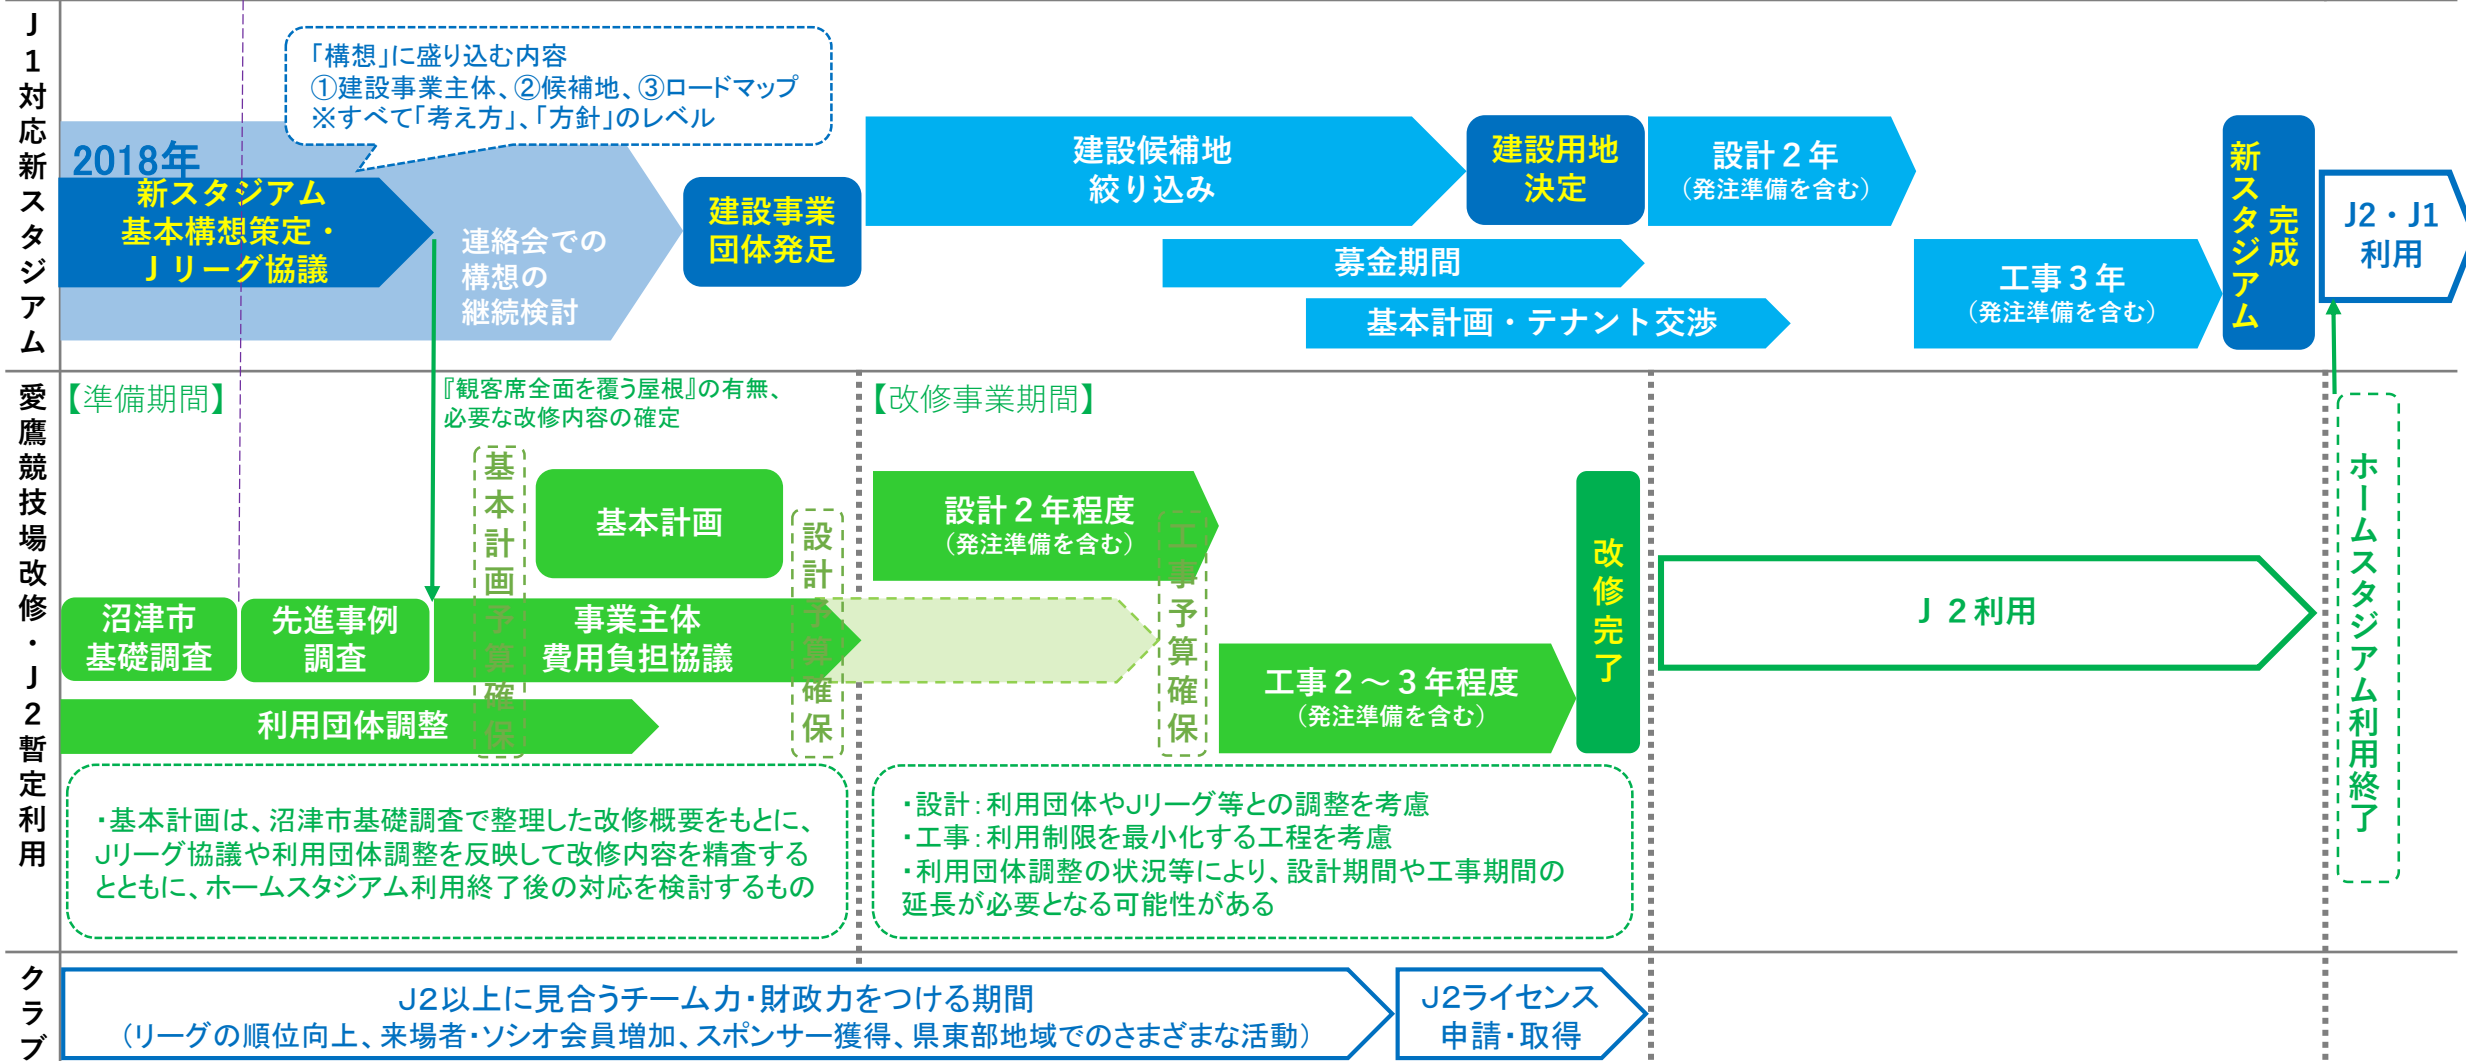 J1対応新スタジアム
「構想」に盛り込む内容
①建設事業主体、②候補地、③ロードマップ
※すべて「考え方」、「方針」のレベル
2018年
新スタジアム
基本構想策定・
Jリーグ協議
連絡会での
構想の
継続検討
建設事業
団体発足
建設候補地
絞り込み
建設用地
決定
設計2年
（発注準備を含む）
募金期間
基本計画・テナント交渉
工事3年
（発注準備を含む）
新スタジアム
完成
J2・J1
利用
愛鷹競技場改修・J2暫定利用
【準備期間】
『観客席全面を覆う屋根』の有無、
必要な改修内容の確定
【改修事業期間】
基本計画予算確保
基本計画
設計予算確保
設計2年程度
（発注準備を含む）
工事予算確保
改修完了
沼津市
基礎調査
先進事例
調査
事業主体
費用負担協議
利用団体調整
工事2～3年程度
（発注準備を含む）
J2利用
ホームスタジアム利用終了
・基本計画は、沼津市基礎調査で整理した改修概要をもとに、
Jリーグ協議や利用団体調整を反映して改修内容を精査する
とともに、ホームスタジアム利用終了後の対応を検討するもの
・設計：利用団体やJリーグ等との調整を考慮
・工事：利用制限を最小化する工程を考慮
・利用団体調整の状況等により、設計期間や工事期間の
延長が必要となる可能性がある
クラブ
J2以上に見合うチーム力・財政力をつける期間
（リーグの順位向上、来場者・ソシオ会員増加、スポンサー獲得、県東部地域でのさまざまな活動）
J2ライセンス
申請・取得